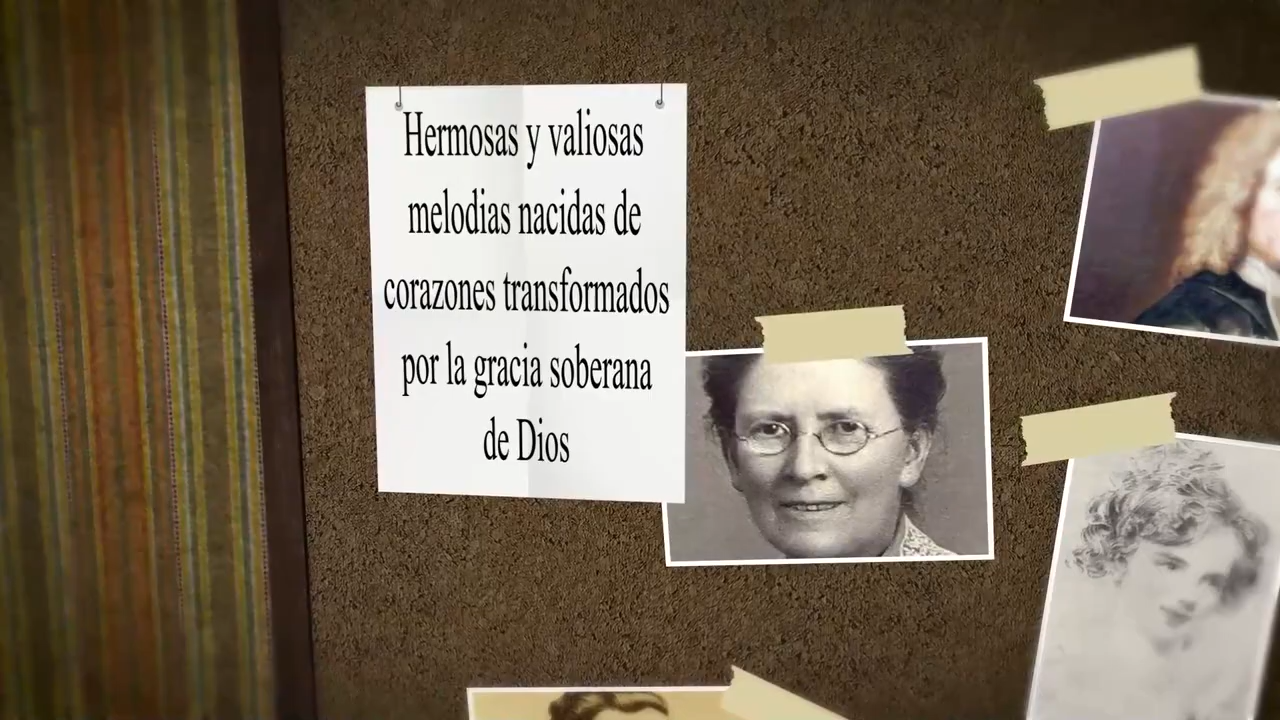 Hermosas y valiosas
melodias nacidas de
corazones transformados
por la gracia soberana
de Dios